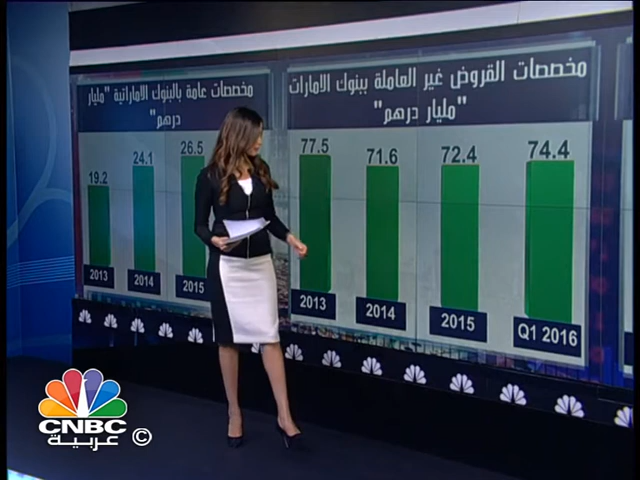 مخصصات القروض غير العاملة ببنوك الامارات
"مليار درهم"
77.5
71.6
72.4
74.4
2013
2014
2015
Q1 2016
مخصصات عامة بالبنوك الاماراتية "مليار
درهم"
19.2
24.1
26.5
2013
2014
2015
CNBC
عربية ©